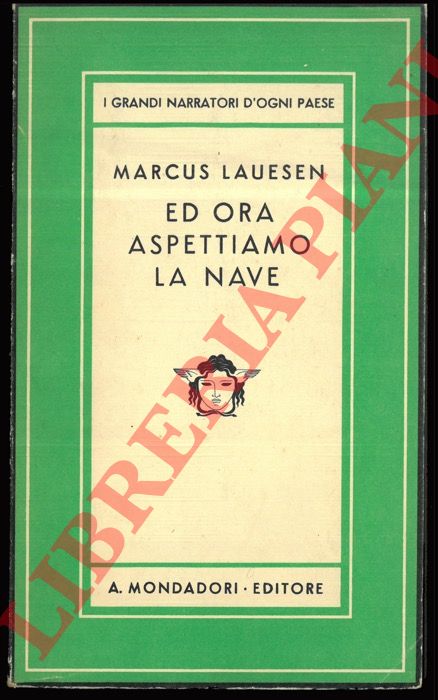 I GRANDI NARRATORI D'OGNI PAESE
MARCUS LAUESEN
ED ORA
ASPETTIAMO
LA NAVE
A. MONDADORI · EDITORE
LIBRERIA PIANI